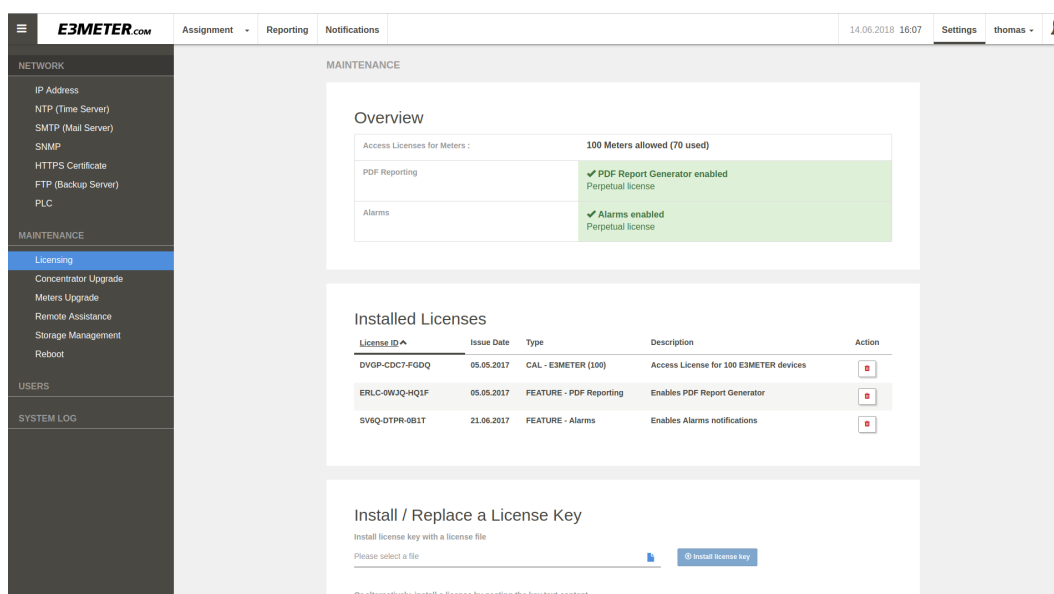 E3METER.COM Assignment Reporting Notifications 14.06.2018 16:07 Settings thomas
NETWORK
IP Address
NTP (Time Server)
SMTP (Mail Server)
SNMP
HTTPS Certificate
FTP (Backup Server)
PLC
MAINTENANCE
Licensing
Concentrator Upgrade
Meters Upgrade
Remote Assistance
Storage Management
Reboot
USERS
SYSTEM LOG
MAINTENANCE
Overview
Access Licenses for Meters : 100 Meters allowed (70 used)
PDF Reporting ✔ PDF Report Generator enabled
Perpetual license
Alarms ✔ Alarms enabled
Perpetual license
Installed Licenses
License ID Issue Date Type Description Action
DVGP-CDC7-FGDQ 05.05.2017 CAL - E3METER (100) Access License for 100 E3METER devices
ERLC-0WJQ-HQ1F 05.05.2017 FEATURE - PDF Reporting Enables PDF Report Generator
SV6Q-DTPR-0B1T 21.06.2017 FEATURE - Alarms Enables Alarms notifications
Install / Replace a License Key
Install license key with a license file
Please select a file Install license key